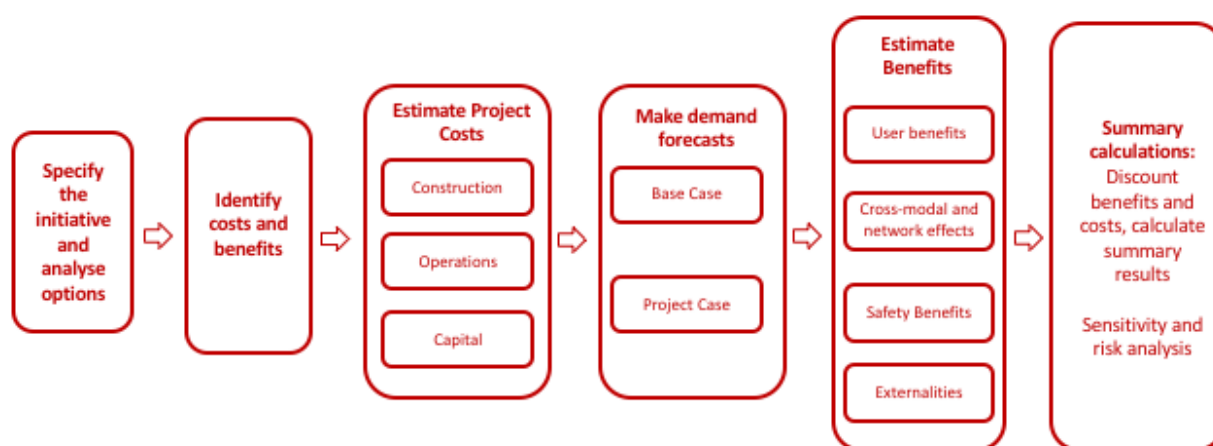 Specify
the
initiative
and
analyse
options
Identify
costs and
benefits
Estimate Project
Costs
Construction
Operations
Capital
Make demand
forecasts
Base Case
Project Case
Estimate
Benefits
User benefits
Cross-modal and
network effects
Safety Benefits
Externalities
Summary
calculations:
Discount
benefits and
costs, calculate
summary
results
Sensitivity and
risk analysis